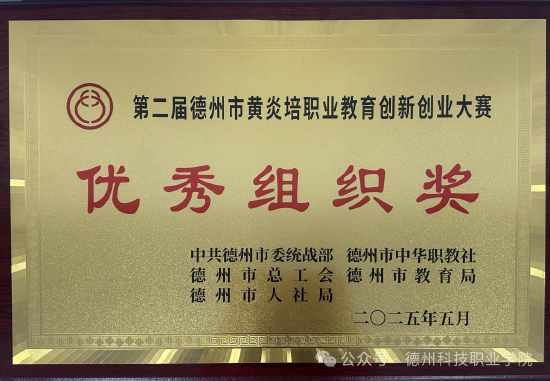 第二届德州市黄炎培职业教育创新创业大赛
优秀组织奖
中共德州市委统战部 德州市中华职教社
德州市总工会 德州市教育局
德州市人社局
二〇二五年五月
公众号·德州科技职业学院